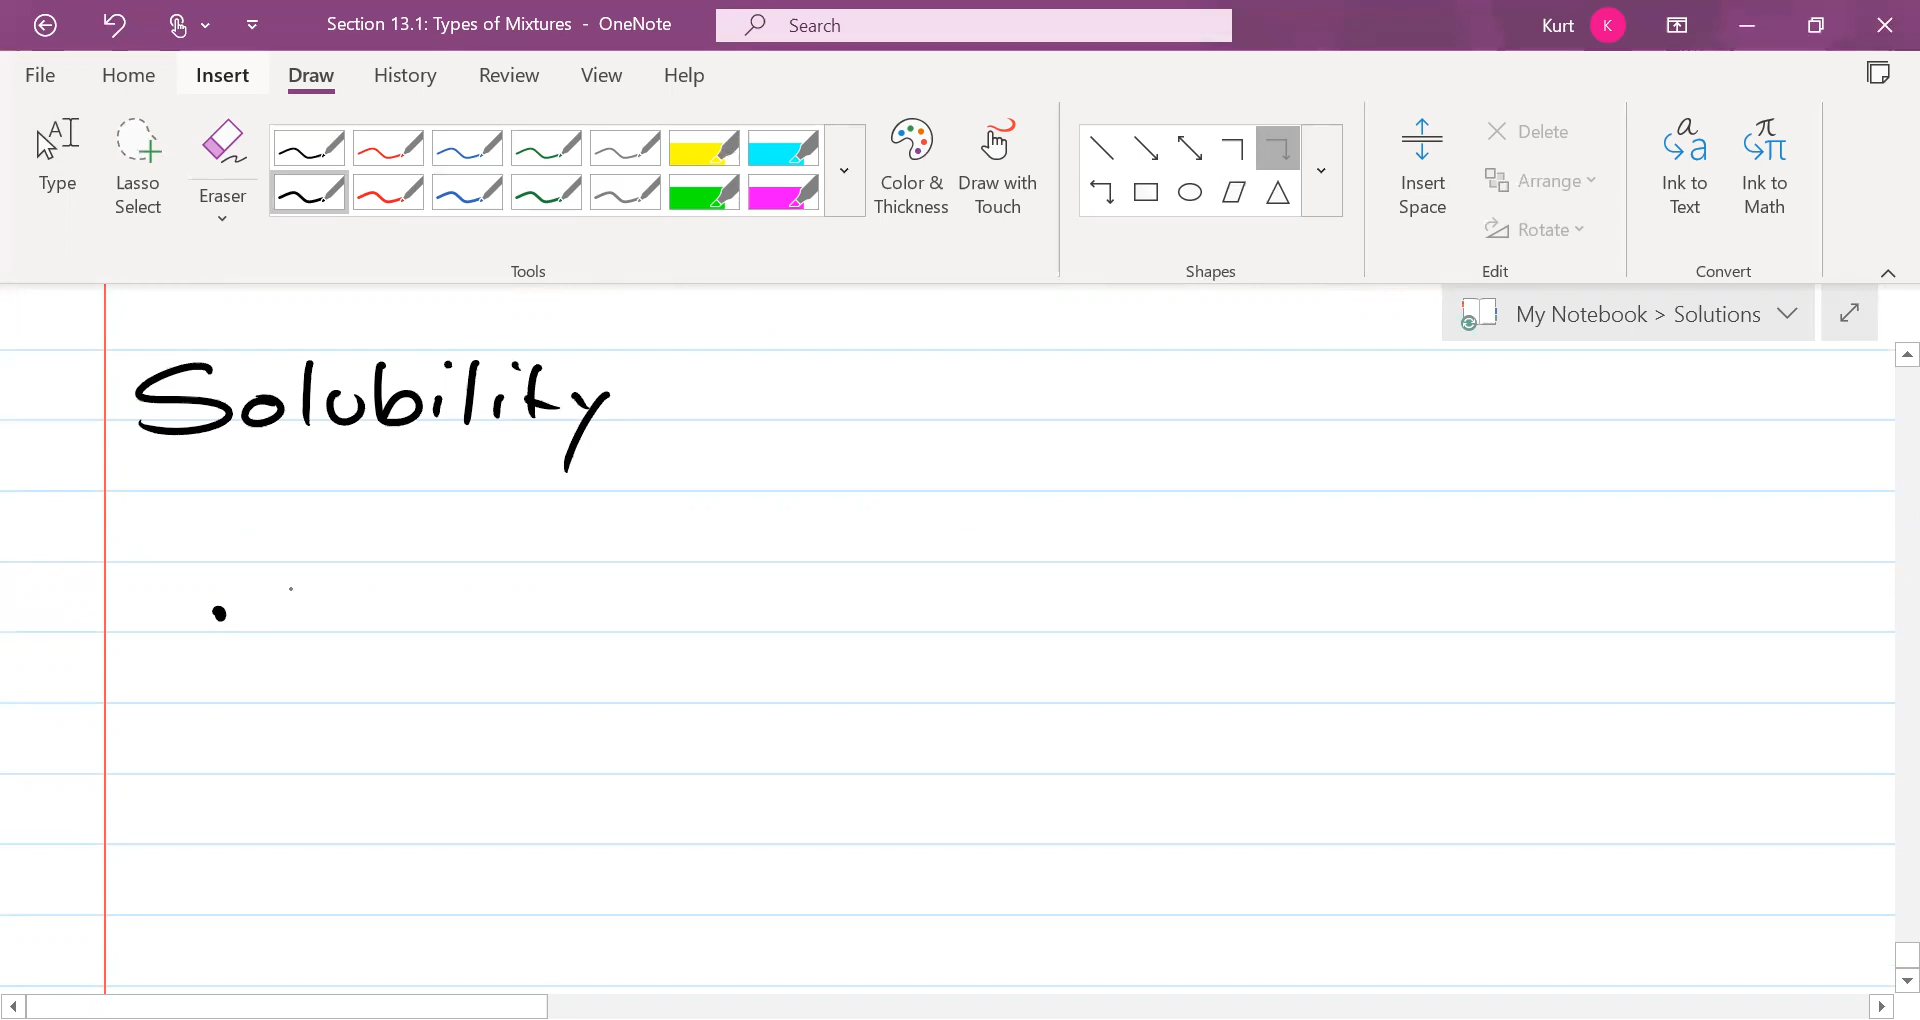 Section 13.1: Types of Mixtures - OneNote
Search
Kurt K
File Home Insert Draw History Review View Help
Type
Lasso Select
Eraser
Color & Thickness
Draw with Touch
Insert Space
Delete
Arrange
Rotate
Ink to Text
Ink to Math
Tools Shapes Edit Convert
My Notebook > Solutions
Solubility